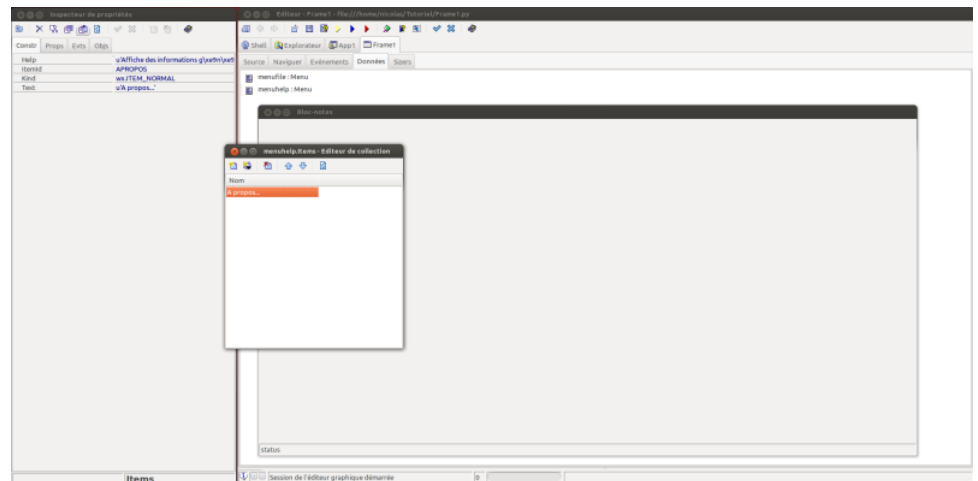 Inspecteur de propriétés
Constr Props Evts Objs
Help u'Affiche des informations g\xe9n\xe9
ItemId APROPOS
Kind wx.ITEM_NORMAL
Text u'A propos...'
Items
Editeur - Frame1 - file:///home/nicolas/Tutoriel/Frame1.py
Shell Explorateur App1 Frame1
Source Naviguer Evénements Données Sizers
menufile : Menu
menuhelp : Menu
Bloc-notes
menuhelp.Items - Editeur de collection
Nom
A propos...
status
Session de l'éditeur graphique démarrée 0